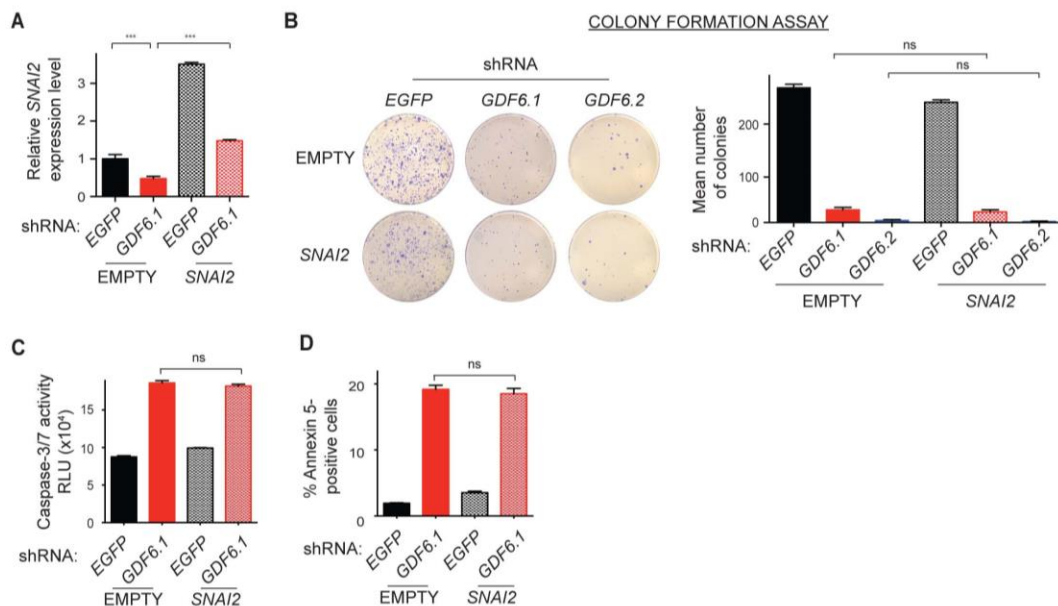 A
Relative SNAI2
expression level
3
2
1
0
***
***
shRNA:
EGFP
GDF6.1
EGFP
GDF6.1
EMPTY
SNAI2
B
COLONY FORMATION ASSAY
shRNA
EGFP
GDF6.1
GDF6.2
EMPTY
SNAI2
Mean number
of colonies
200
100
0
ns
ns
shRNA:
EGFP
GDF6.1
GDF6.2
EGFP
GDF6.1
GDF6.2
EMPTY
SNAI2
C
Caspase-3/7 activity
RLU (x10⁴)
15
10
5
0
ns
shRNA:
EGFP
GDF6.1
EGFP
GDF6.1
EMPTY
SNAI2
D
% Annexin 5-
positive cells
20
10
0
ns
shRNA:
EGFP
GDF6.1
EGFP
GDF6.1
EMPTY
SNAI2